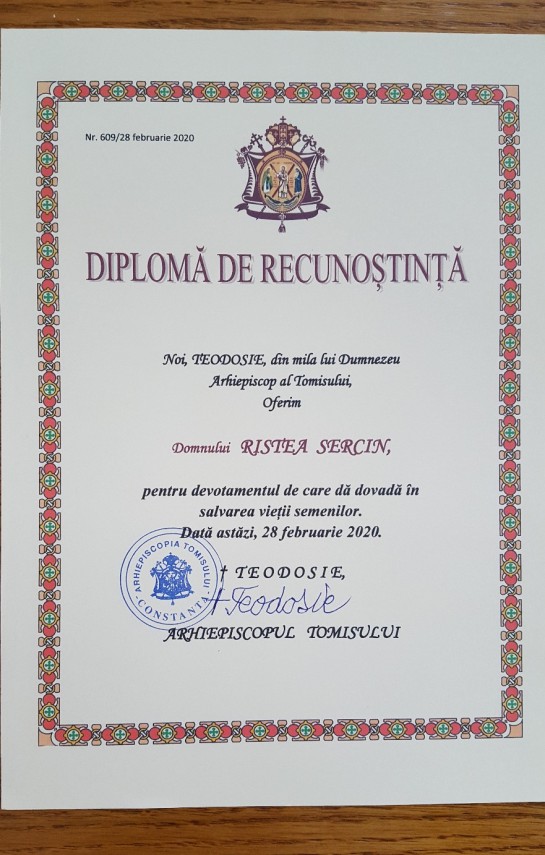 Nr. 609/28 februarie 2020
DIPLOMĂ DE RECUNOȘTINȚĂ
Noi, TEODOSIE, din mila lui Dumnezeu
Arhiepiscop al Tomisului,
Oferim
Domnului RISTEA SERCIN,
pentru devotamentul de care dă dovadă în
salvarea vieții semenilor.
Dată astăzi, 28 februarie 2020.
† TEODOSIE,
† Teodosie
ARHIEPISCOPUL TOMISULUI
ARHIEPISCOPIA TOMISULUI
- CONSTANȚA -